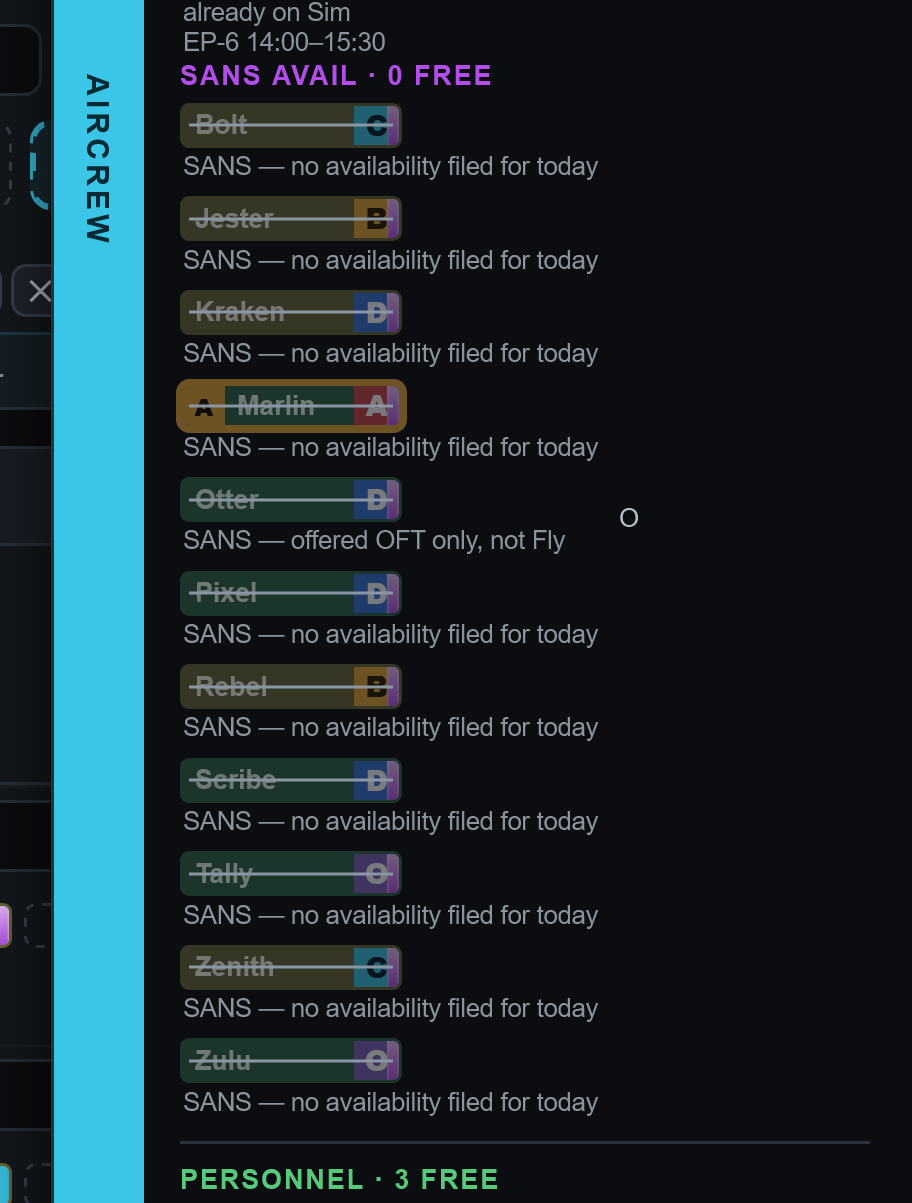 already on Sim
EP-6 14:00–15:30
SANS AVAIL · 0 FREE
AIRCREW
Bolt C
SANS — no availability filed for today
Jester B
SANS — no availability filed for today
Kraken D
SANS — no availability filed for today
A Marlin A
SANS — no availability filed for today
Otter D
SANS — offered OFT only, not Fly
O
Pixel D
SANS — no availability filed for today
Rebel B
SANS — no availability filed for today
Scribe D
SANS — no availability filed for today
Tally O
SANS — no availability filed for today
Zenith C
SANS — no availability filed for today
Zulu O
SANS — no availability filed for today
PERSONNEL · 3 FREE